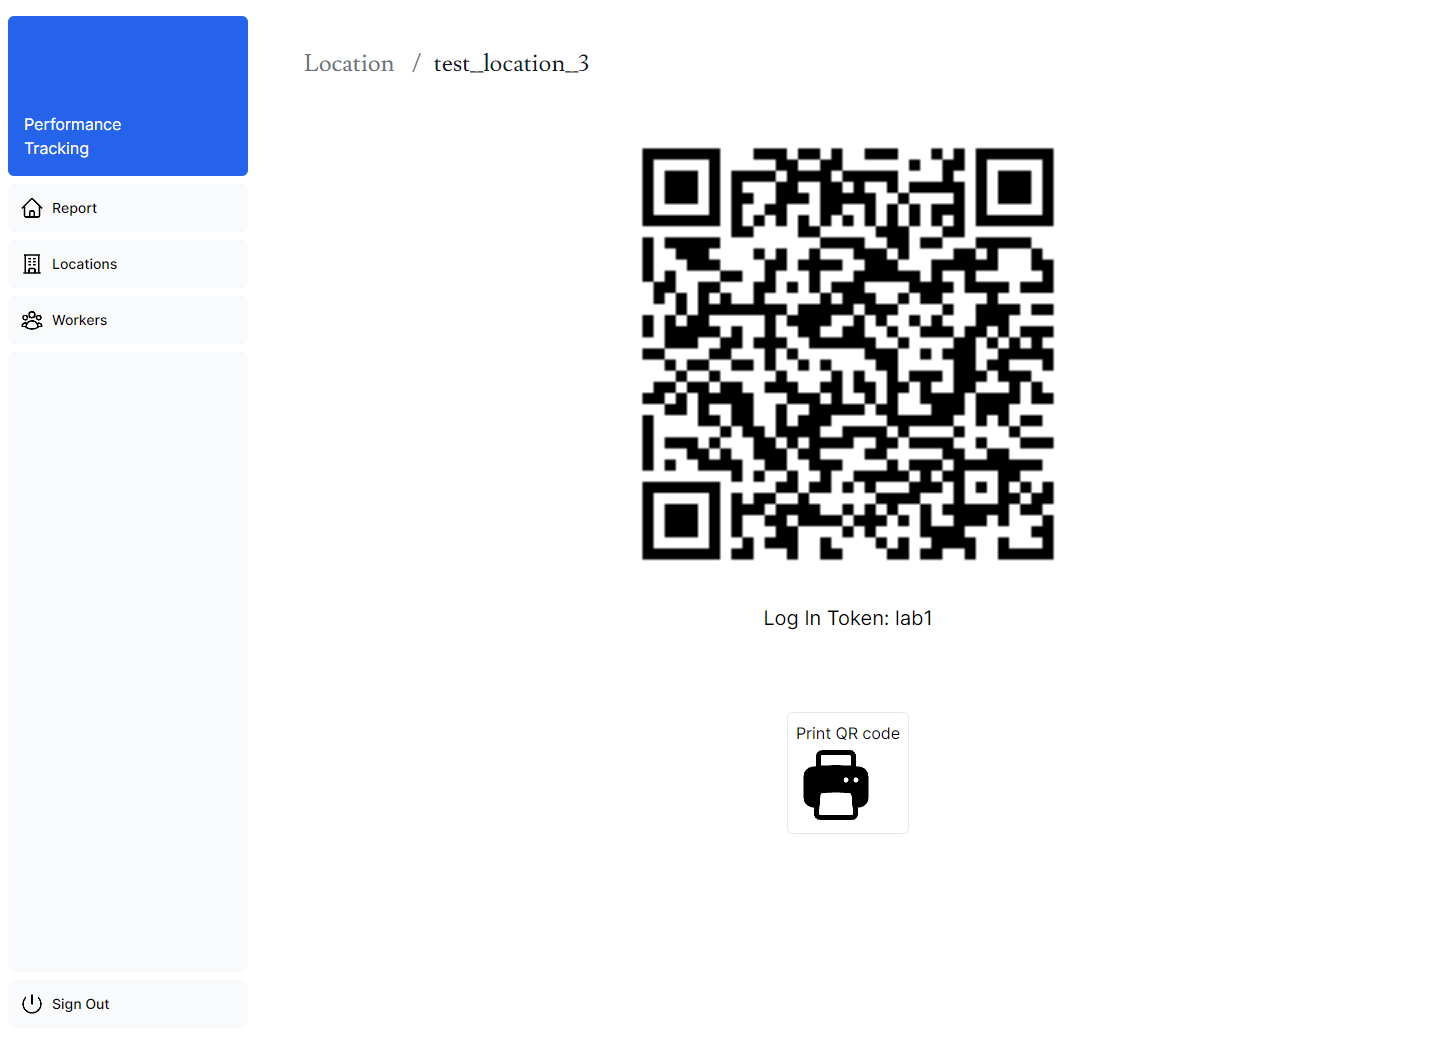 Performance
Tracking
Report
Locations
Workers
Sign Out
Location / test_location_3
Log In Token: lab1
Print QR code